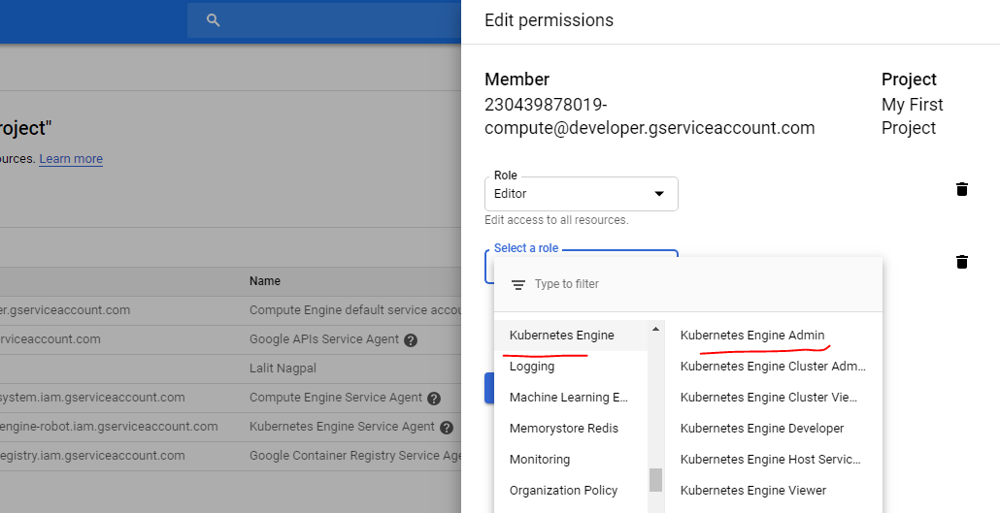 Edit permissions
Member
230439878019-
compute@developer.gserviceaccount.com
Project
My First
Project
Role
Editor
Edit access to all resources.
Select a role
Type to filter
Kubernetes Engine
Logging
Machine Learning E...
Memorystore Redis
Monitoring
Organization Policy
Kubernetes Engine Admin
Kubernetes Engine Cluster Adm...
Kubernetes Engine Cluster Vie...
Kubernetes Engine Developer
Kubernetes Engine Host Servic...
Kubernetes Engine Viewer
roject"
urces. Learn more
Name
er.gserviceaccount.com Compute Engine default service accou
rviceaccount.com Google APIs Service Agent
Lalit Nagpal
system.iam.gserviceaccount.com Compute Engine Service Agent
engine-robot.iam.gserviceaccount.com Kubernetes Engine Service Agent
egistry.iam.gserviceaccount.com Google Container Registry Service Age